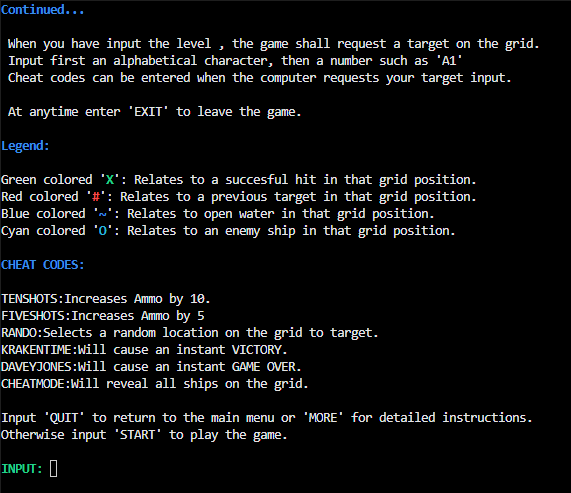 Continued...
When you have input the level , the game shall request a target on the grid.
Input first an alphabetical character, then a number such as 'A1'
Cheat codes can be entered when the computer requests your target input.
At anytime enter 'EXIT' to leave the game.
Legend:
Green colored 'X': Relates to a succesful hit in that grid position.
Red colored '#': Relates to a previous target in that grid position.
Blue colored '~': Relates to open water in that grid position.
Cyan colored 'O': Relates to an enemy ship in that grid position.
CHEAT CODES:
TENSHOTS:Increases Ammo by 10.
FIVESHOTS:Increases Ammo by 5
RANDO:Selects a random location on the grid to target.
KRAKENTIME:Will cause an instant VICTORY.
DAVEYJONES:Will cause an instant GAME OVER.
CHEATMODE:Will reveal all ships on the grid.
Input 'QUIT' to return to the main menu or 'MORE' for detailed instructions.
Otherwise input 'START' to play the game.
INPUT: